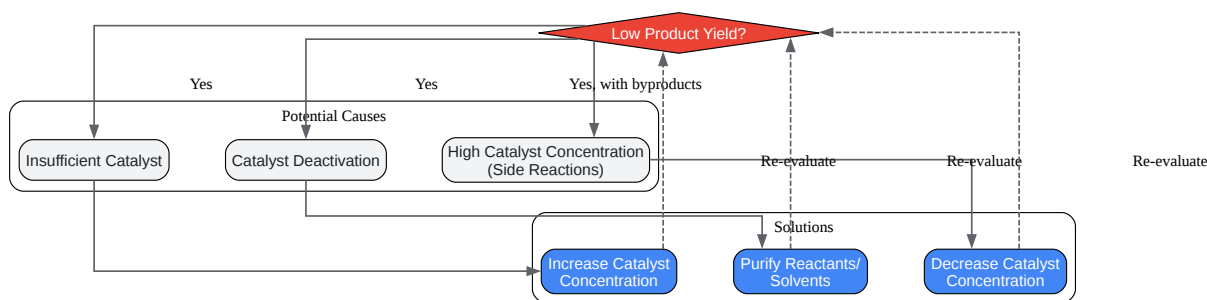 Low Product Yield?
Yes
Yes
Yes, with byproducts
Potential Causes
Insufficient Catalyst
Catalyst Deactivation
High Catalyst Concentration
(Side Reactions)
Re-evaluate
Re-evaluate
Re-evaluate
Solutions
Increase Catalyst
Concentration
Purify Reactants/
Solvents
Decrease Catalyst
Concentration